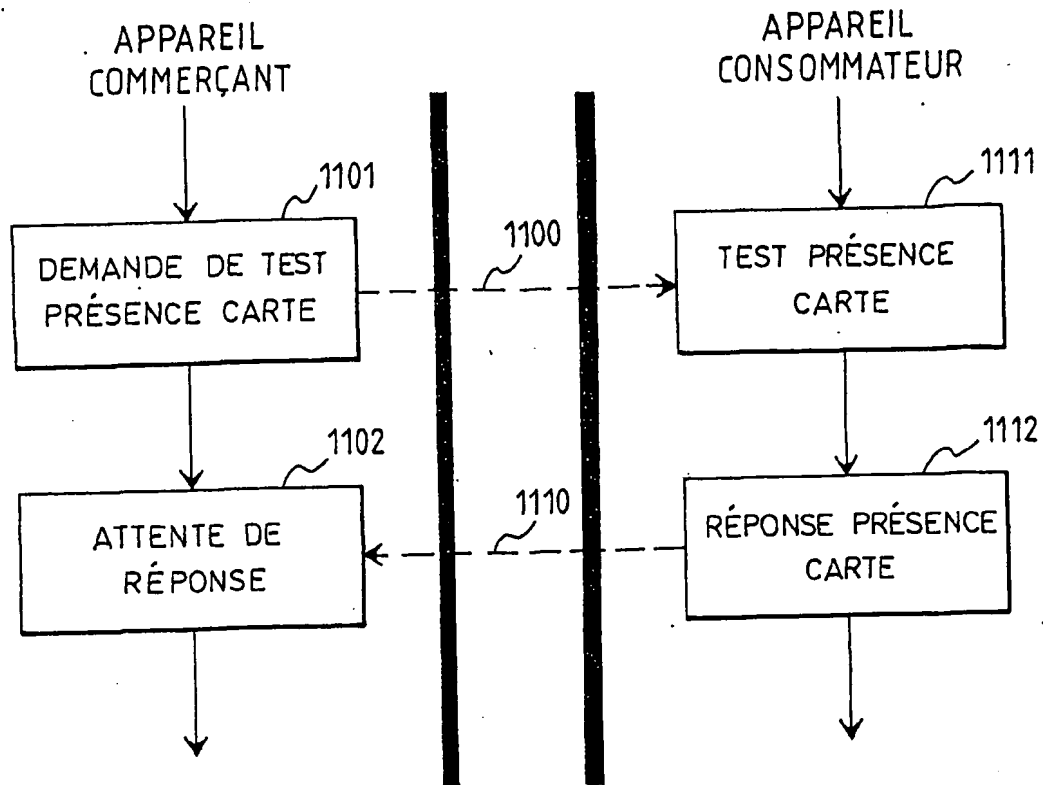 APPAREIL
COMMERÇANT
APPAREIL
CONSOMMATEUR
1101
1111
1100
DEMANDE DE TEST
PRÉSENCE CARTE
TEST PRÉSENCE
CARTE
1102
1112
1110
ATTENTE DE
RÉPONSE
RÉPONSE PRÉSENCE
CARTE